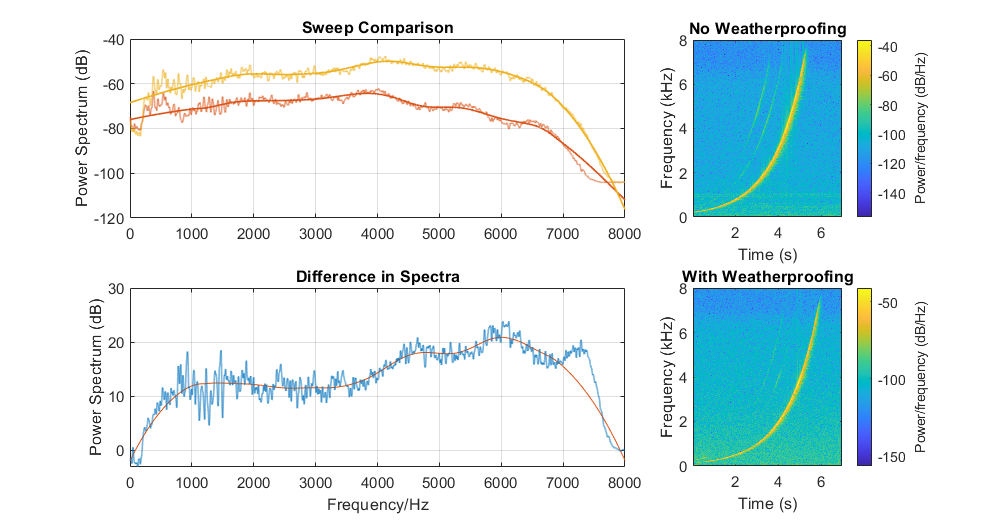 Sweep Comparison
Power Spectrum (dB)
-40
-60
-80
-100
-120
0 1000 2000 3000 4000 5000 6000 7000 8000
No Weatherproofing
Frequency (kHz)
8
6
4
2
0
2 4 6
Time (s)
-40
-60
-80
-100
-120
-140
Power/frequency (dB/Hz)
Difference in Spectra
Power Spectrum (dB)
30
20
10
0
0 1000 2000 3000 4000 5000 6000 7000 8000
Frequency/Hz
With Weatherproofing
Frequency (kHz)
8
6
4
2
0
2 4 6
Time (s)
-50
-100
-150
Power/frequency (dB/Hz)